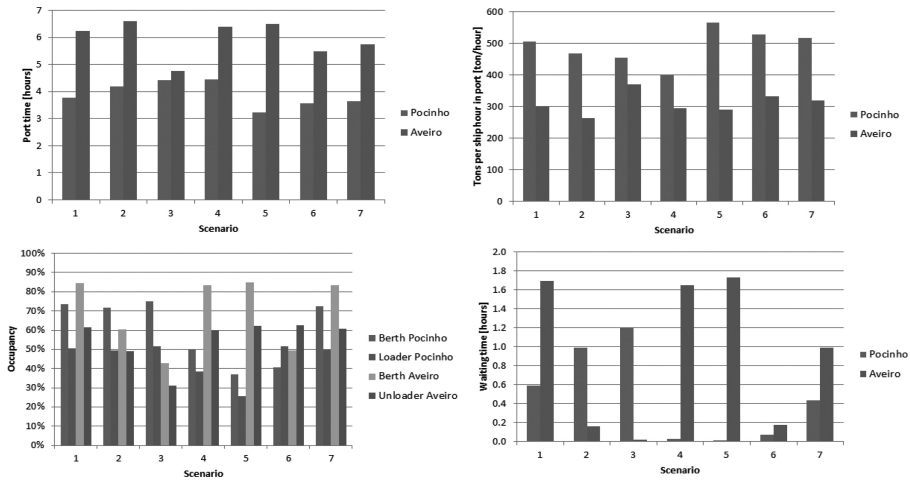 7
6
5
4
3
2
1
0
Port time [hours]
1 2 3 4 5 6 7
Scenario
Pocinho
Aveiro
600
500
400
300
200
100
0
Tons per ship hour in port [ton/hour]
1 2 3 4 5 6 7
Scenario
Pocinho
Aveiro
100%
90%
80%
70%
60%
50%
40%
30%
20%
10%
0%
Occupancy
1 2 3 4 5 6 7
Scenario
Berth Pocinho
Loader Pocinho
Berth Aveiro
Unloader Aveiro
2.0
1.8
1.6
1.4
1.2
1.0
0.8
0.6
0.4
0.2
0.0
Waiting time [hours]
1 2 3 4 5 6 7
Scenario
Pocinho
Aveiro